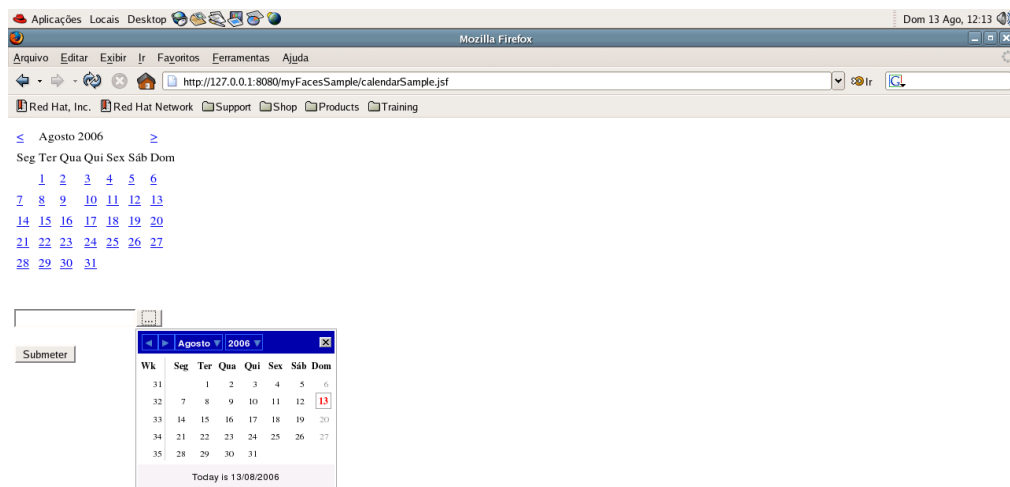 Aplicações Locais Desktop Dom 13 Ago, 12:13
Mozilla Firefox
Arquivo Editar Exibir Ir Favoritos Ferramentas Ajuda
http://127.0.0.1:8080/myFacesSample/calendarSample.jsf Ir G
Red Hat, Inc. Red Hat Network Support Shop Products Training
< Agosto 2006 >
Seg Ter Qua Qui Sex Sáb Dom
1 2 3 4 5 6
7 8 9 10 11 12 13
14 15 16 17 18 19 20
21 22 23 24 25 26 27
28 29 30 31
...
Submeter
Agosto 2006
Wk Seg Ter Qua Qui Sex Sáb Dom
31 1 2 3 4 5 6
32 7 8 9 10 11 12 13
33 14 15 16 17 18 19 20
34 21 22 23 24 25 26 27
35 28 29 30 31
Today is 13/08/2006